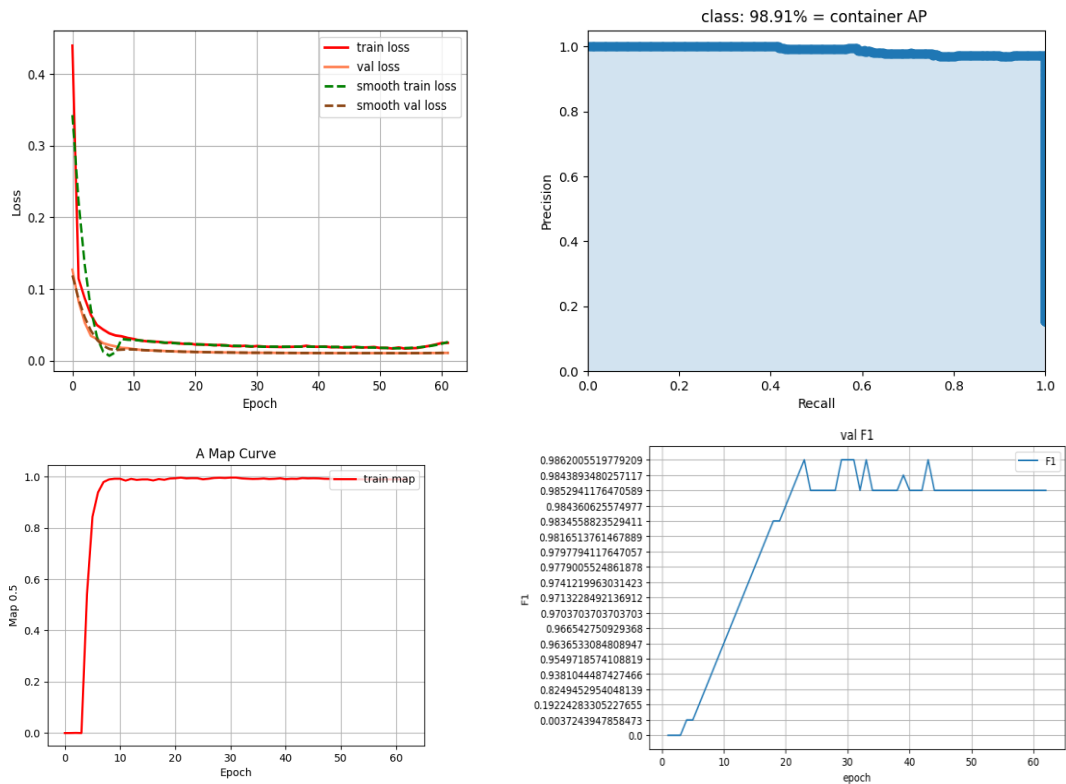 train loss
val loss
smooth train loss
smooth val loss
0.4
0.3
0.2
0.1
0.0
Loss
0 10 20 30 40 50 60
Epoch
class: 98.91% = container AP
1.0
0.8
0.6
0.4
0.2
0.0
Precision
0.0 0.2 0.4 0.6 0.8 1.0
Recall
A Map Curve
train map
1.0
0.8
0.6
0.4
0.2
0.0
Map 0.5
0 10 20 30 40 50 60
Epoch
val F1
F1
0.9862005519779209
0.9843893480257117
0.9852941176470589
0.984360625574977
0.9834558823529411
0.9816513761467889
0.9797794117647057
0.9779005524861878
0.9741219963031423
0.9713228492136912
0.9703703703703703
0.966542750929368
0.9636533084808947
0.9549718574108819
0.9381044487427466
0.8249452954048139
0.19224283305227655
0.0037243947858473
0.0
F1
0 10 20 30 40 50 60
epoch